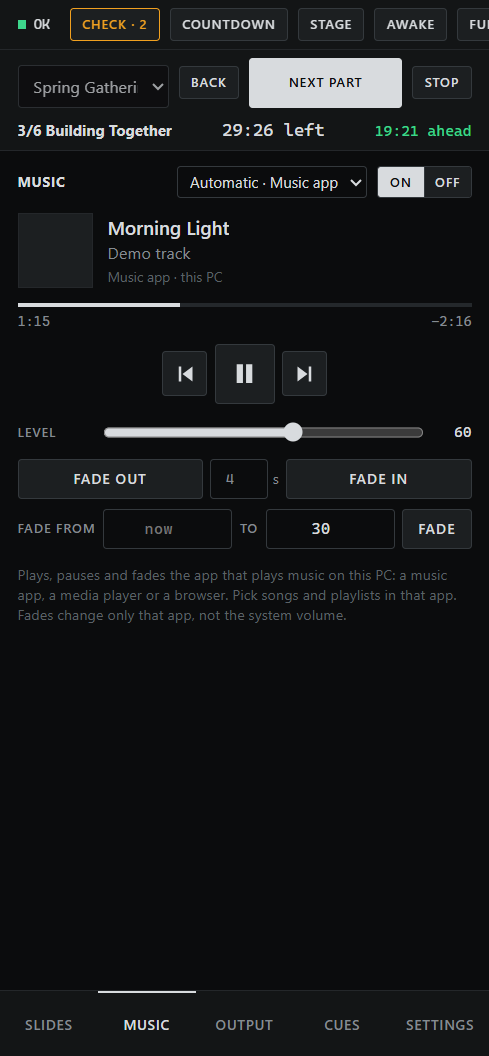 OK CHECK · 2 COUNTDOWN STAGE AWAKE
Spring Gatheri BACK NEXT PART STOP
3/6 Building Together 29:26 left 19:21 ahead
MUSIC Automatic · Music app ON OFF
Morning Light
Demo track
Music app · this PC
1:15 −2:16
LEVEL 60
FADE OUT 4 s FADE IN
FADE FROM now TO 30 FADE
Plays, pauses and fades the app that plays music on this PC: a music
app, a media player or a browser. Pick songs and playlists in that app.
Fades change only that app, not the system volume.
SLIDES MUSIC OUTPUT CUES SETTINGS